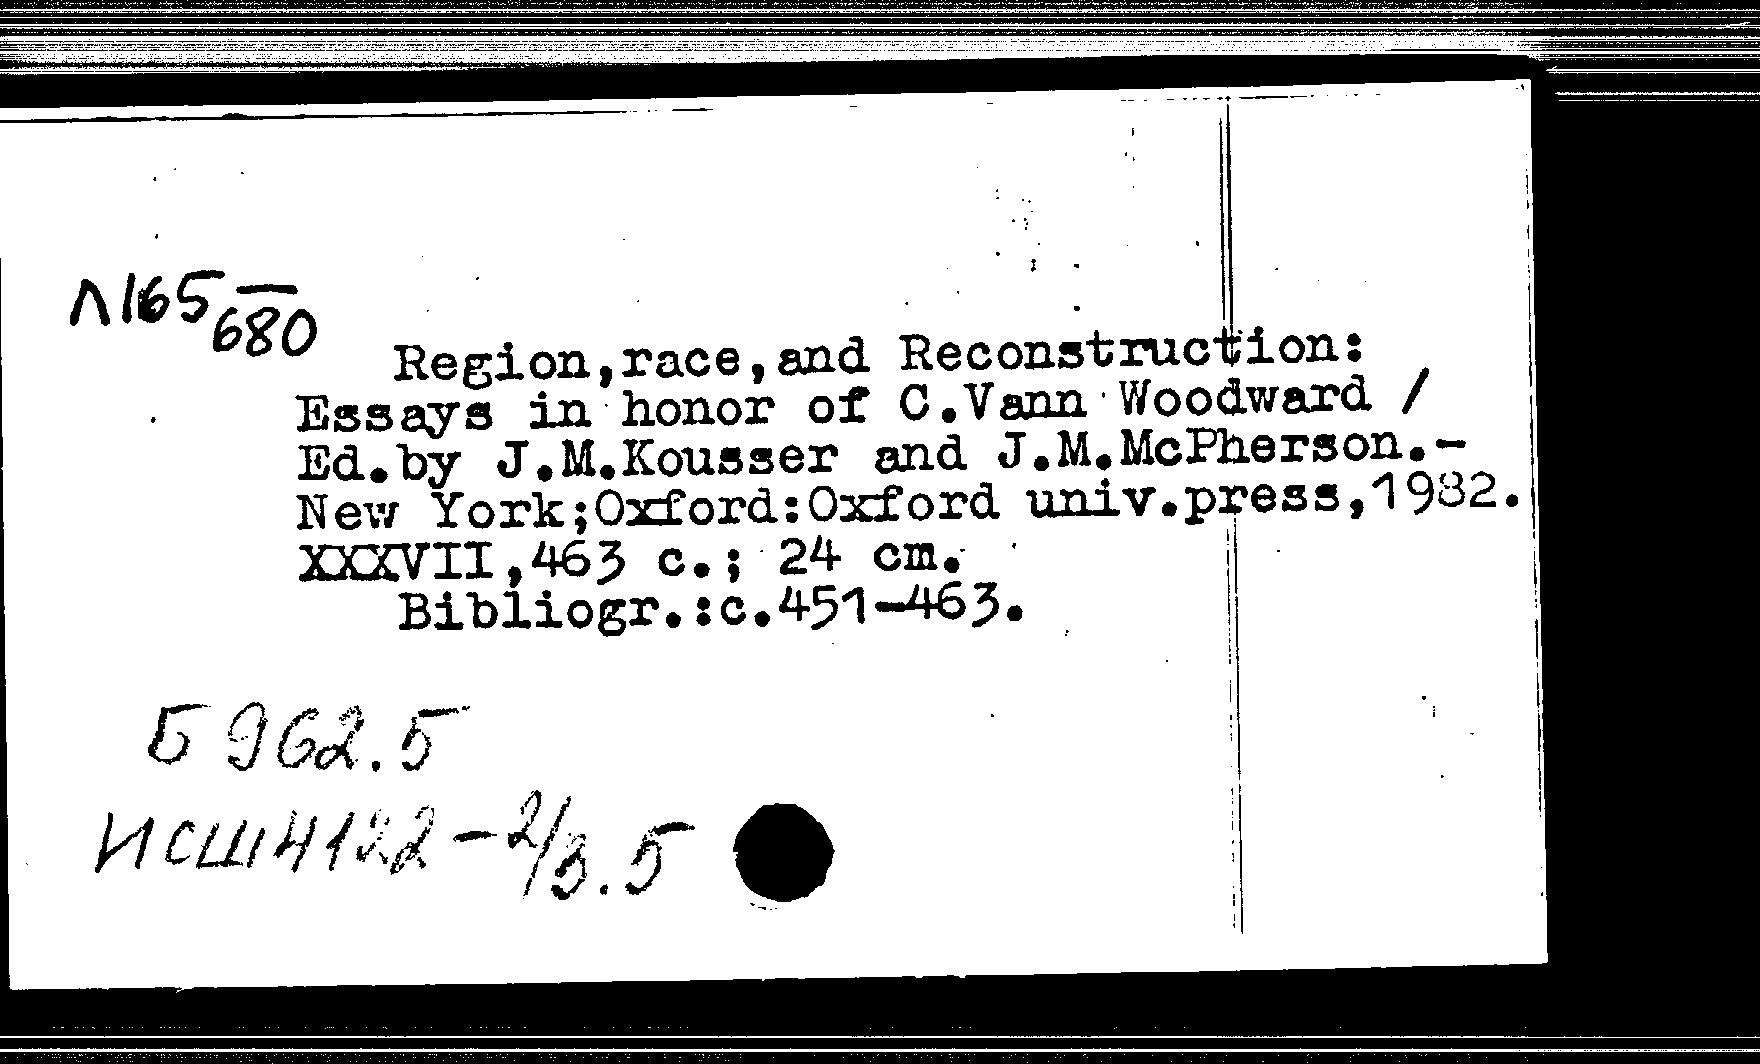 Л165
680
Region,race,and Reconstruction:
Essays in honor of C.Vann Woodward /
Ed.by J.M.Kousser and J.M.McPherson.-
New York;Oxford:Oxford univ.press,1982.
XXXVII,463 c.; 24 cm.
Bibliogr.:c.451-463.
Б 962.5
ИСШ4122-2/3.5